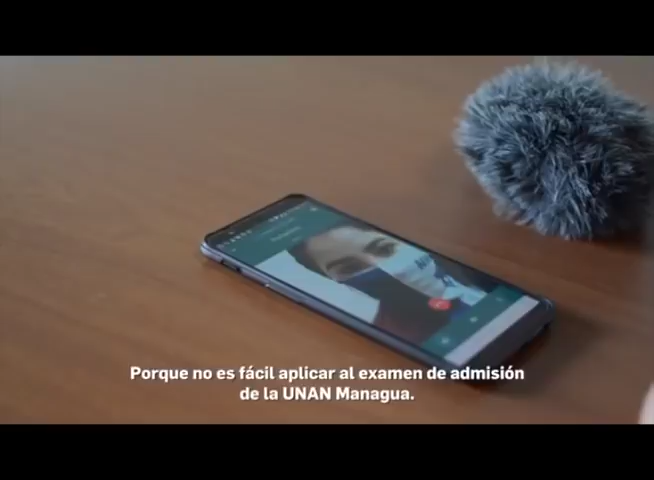 Porque no es fácil aplicar al examen de admisión
de la UNAN Managua.